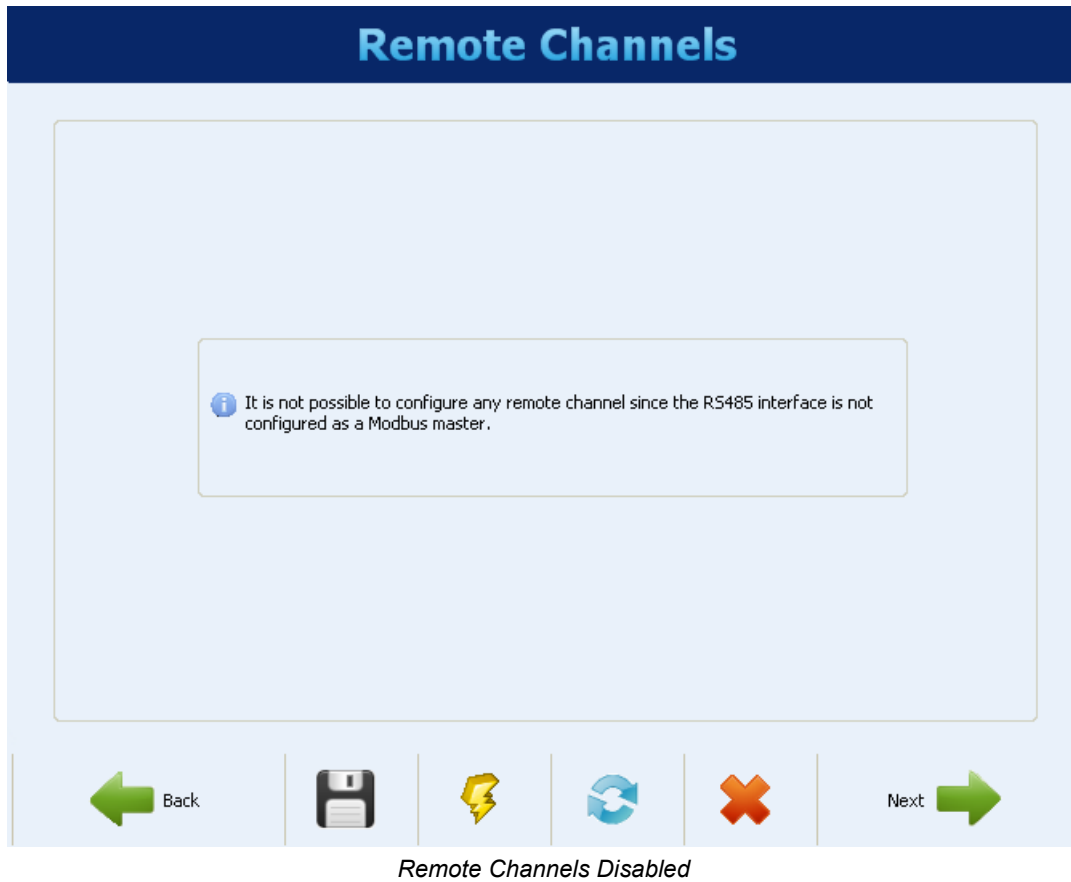 Remote Channels
It is not possible to configure any remote channel since the RS485 interface is not
configured as a Modbus master.
Back
Next
Remote Channels Disabled